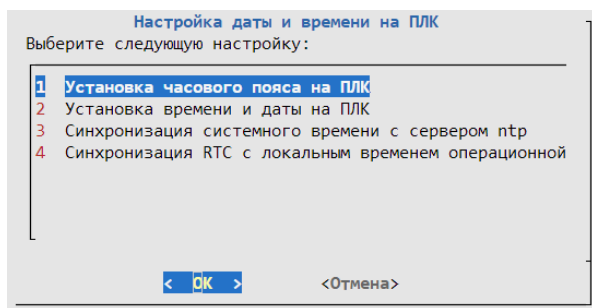 Настройка даты и времени на ПЛК
Выберите следующую настройку:
1 Установка часового пояса на ПЛК
2 Установка времени и даты на ПЛК
3 Синхронизация системного времени с сервером ntp
4 Синхронизация RTC с локальным временем операционной
< OK > <Отмена>